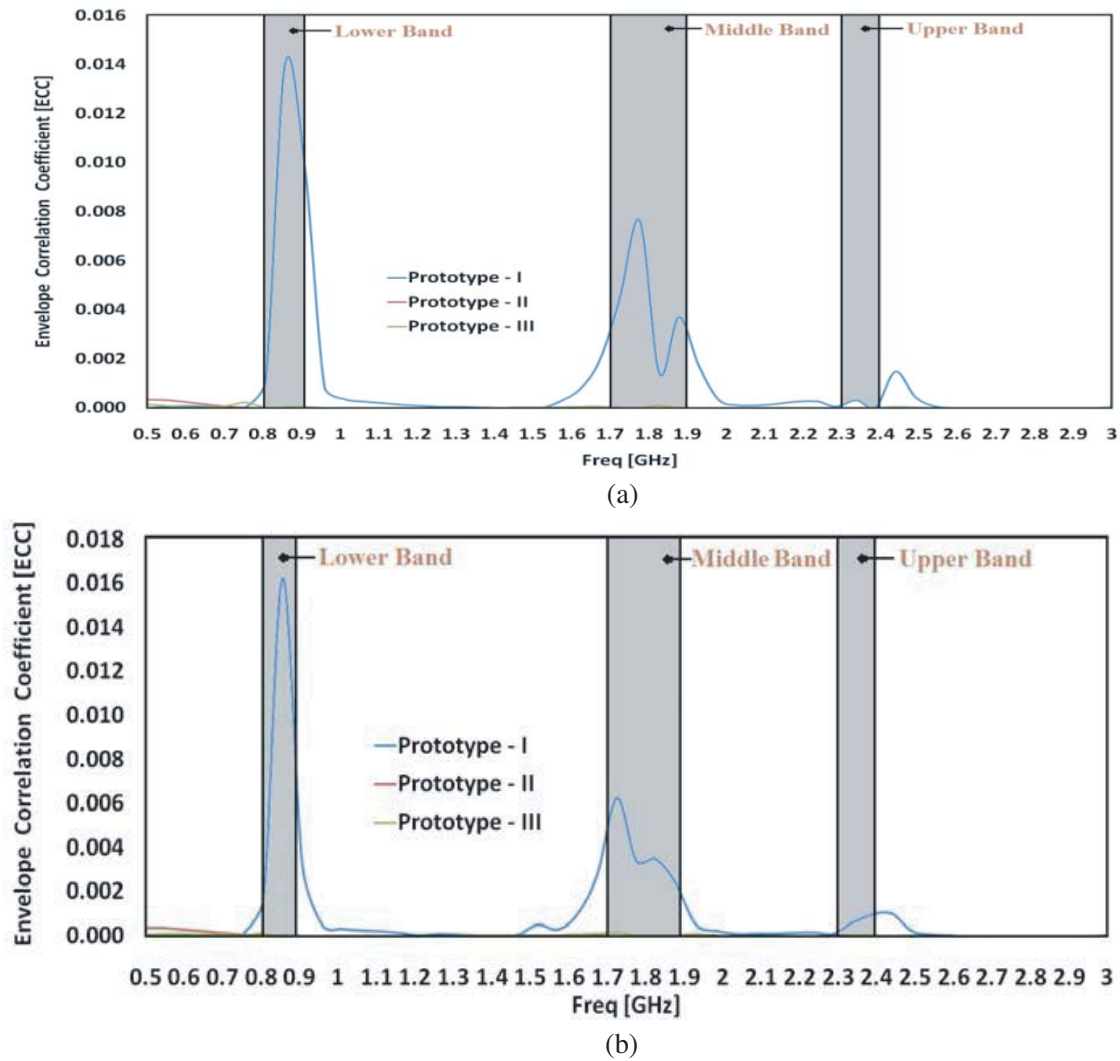 0.016
0.014
0.012
0.010
0.008
0.006
0.004
0.002
0.000
Envelope Correlation Coefficient [ECC]
Lower Band
Middle Band
Upper Band
Prototype - I
Prototype - II
Prototype - III
0.5 0.6 0.7 0.8 0.9 1 1.1 1.2 1.3 1.4 1.5 1.6 1.7 1.8 1.9 2 2.1 2.2 2.3 2.4 2.5 2.6 2.7 2.8 2.9 3
Freq [GHz]
(a)
0.018
0.016
0.014
0.012
0.010
0.008
0.006
0.004
0.002
0.000
Envelope Correlation Coefficient [ECC]
Lower Band
Middle Band
Upper Band
Prototype - I
Prototype - II
Prototype - III
0.5 0.6 0.7 0.8 0.9 1 1.1 1.2 1.3 1.4 1.5 1.6 1.7 1.8 1.9 2 2.1 2.2 2.3 2.4 2.5 2.6 2.7 2.8 2.9 3
Freq [GHz]
(b)